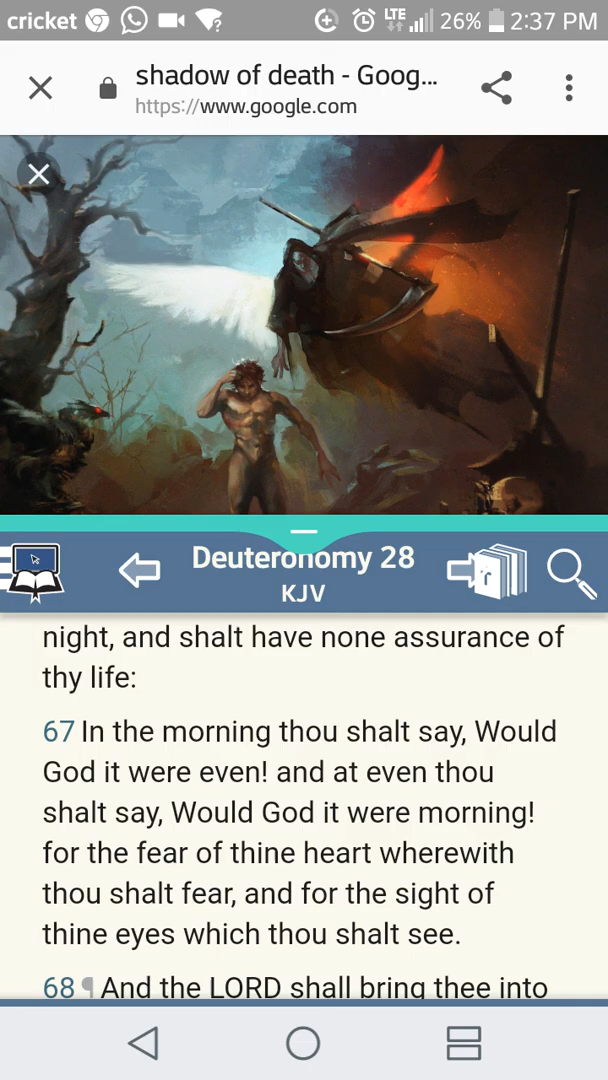 cricket
LTE
26%
2:37 PM
shadow of death - Goog...
https://www.google.com
Deuteronomy 28
KJV
night, and shalt have none assurance of
thy life:
67 In the morning thou shalt say, Would
God it were even! and at even thou
shalt say, Would God it were morning!
for the fear of thine heart wherewith
thou shalt fear, and for the sight of
thine eyes which thou shalt see.
68 ¶ And the LORD shall bring thee into